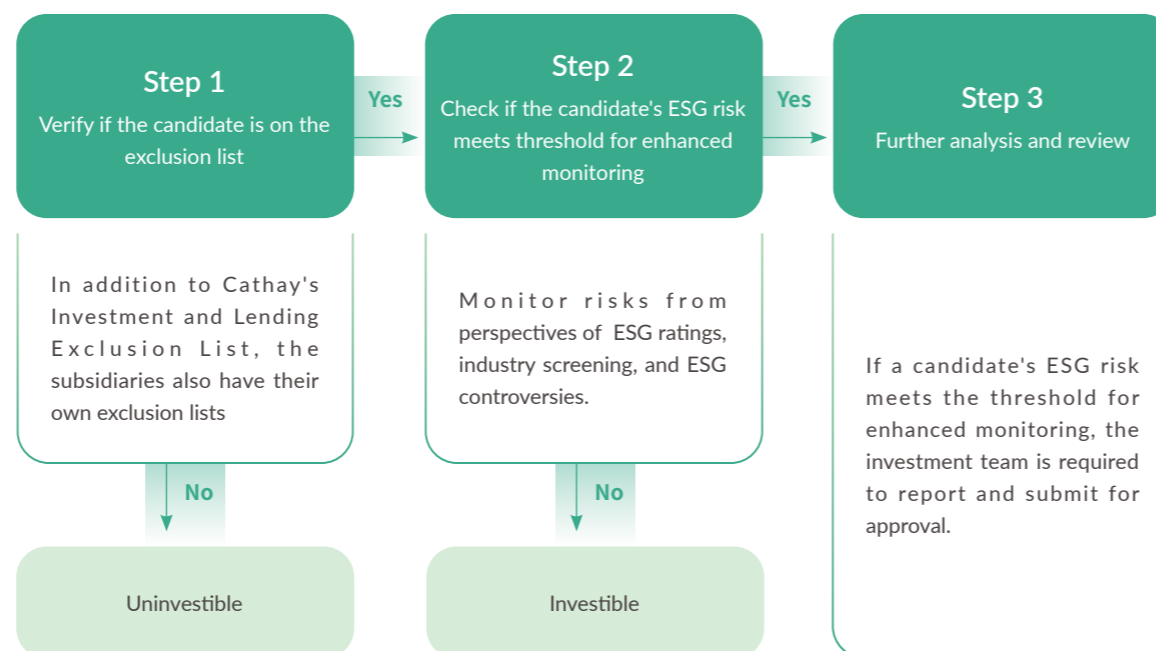 Step 1
Verify if the candidate is on the
exclusion list
Yes
Step 2
Check if the candidate's ESG risk
meets threshold for enhanced
monitoring
Yes
Step 3
Further analysis and review
In addition to Cathay's
Investment and Lending
Exclusion List, the
subsidiaries also have their
own exclusion lists
Monitor risks from
perspectives of ESG ratings,
industry screening, and ESG
controversies.
If a candidate's ESG risk
meets the threshold for
enhanced monitoring, the
investment team is required
to report and submit for
approval.
No
No
Uninvestible
Investible